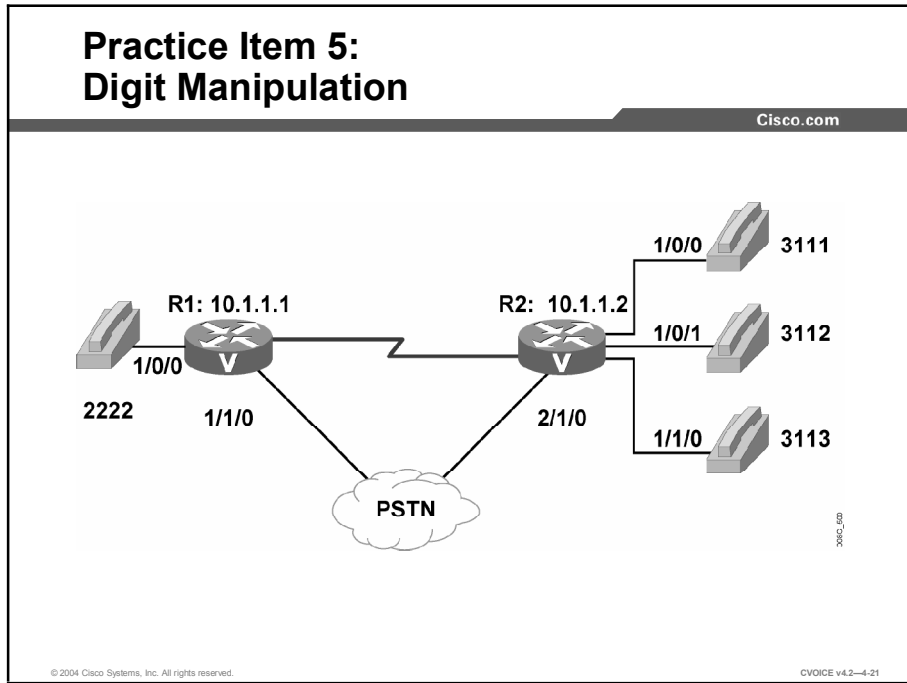 Practice Item 5:
Digit Manipulation
Cisco.com
1/0/0
3111
R1: 10.1.1.1
R2: 10.1.1.2
1/0/1
3112
1/0/0
V
V
2222
1/1/0
2/1/0
1/1/0
3113
PSTN
© 2004 Cisco Systems, Inc. All rights reserved.
CVOICE v4.2—4-21